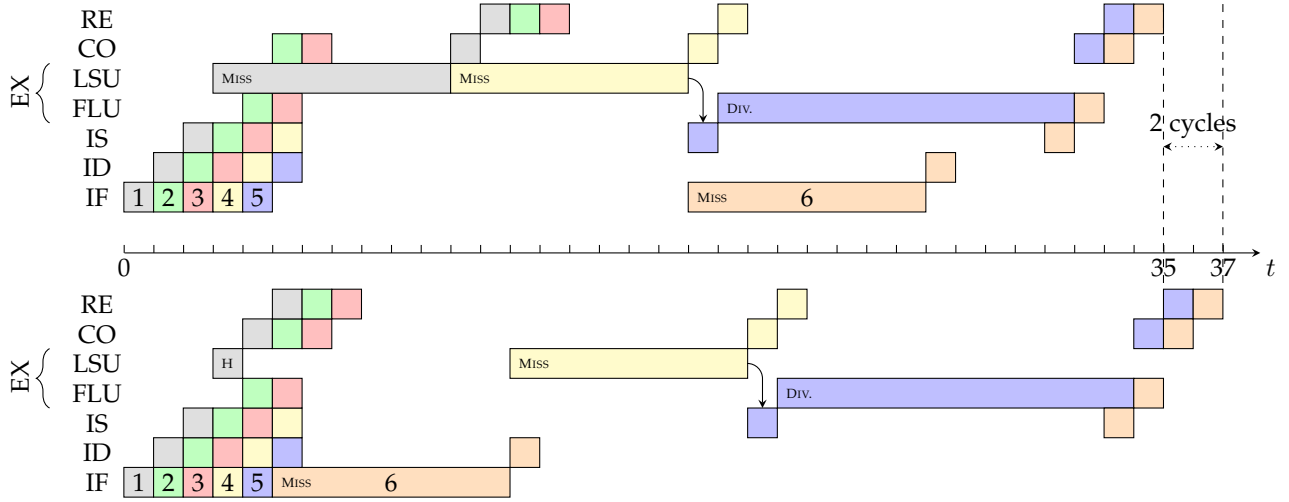 RE
CO
EX LSU Miss Miss
FLU Div.
IS
2 cycles
ID
IF 1 2 3 4 5 Miss 6
0 35 37 t
RE
CO
EX LSU H Miss
FLU Div.
IS
ID
IF 1 2 3 4 5 Miss 6